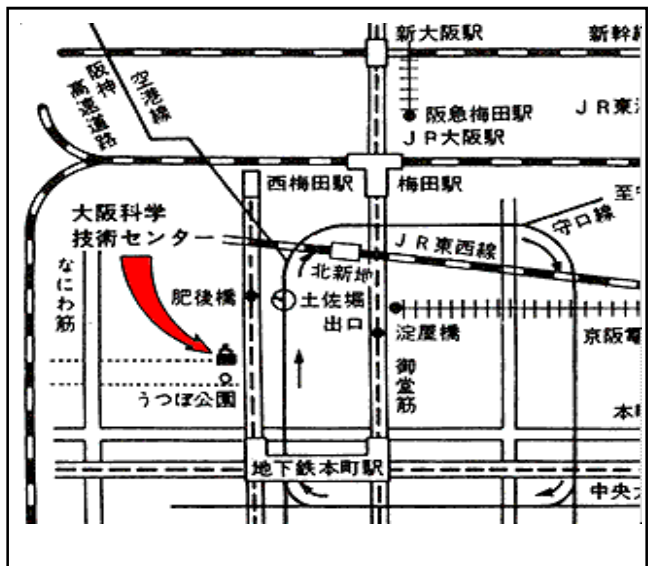 新大阪駅
新幹
阪神
高速道路
空港線
阪急梅田駅
JR大阪駅
JR東
西梅田駅
梅田駅
至守
守口線
大阪科学
技術センター
JR東西線
北新地
なにわ筋
肥後橋
土佐堀
出口
淀屋橋
京阪電
御堂筋
うつぼ公園
本町
地下鉄本町駅
中央大